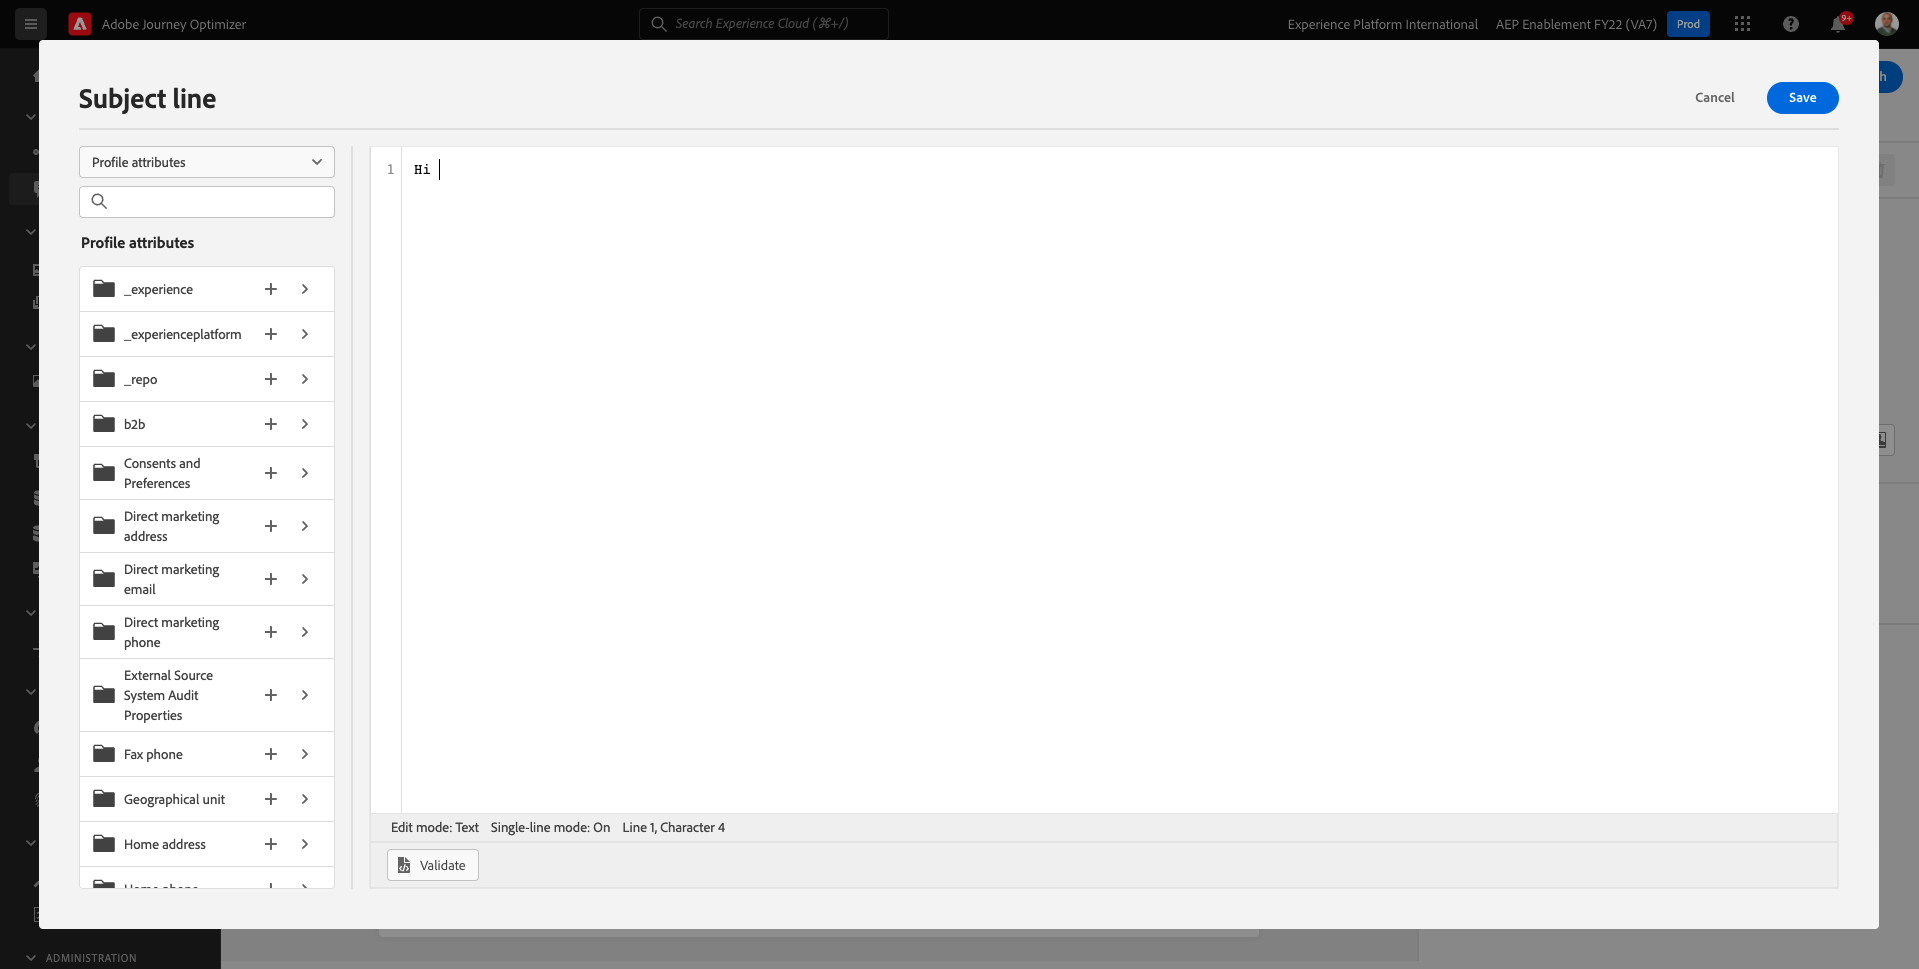 Adobe Journey Optimizer
Search Experience Cloud (⌘+/)
Experience Platform International
AEP Enablement FY22 (VA7)
Prod
9+
h
Subject line
Cancel
Save
Profile attributes
1 Hi
Profile attributes
_experience
_experienceplatform
_repo
b2b
Consents and
Preferences
Direct marketing
address
Direct marketing
email
Direct marketing
phone
External Source
System Audit
Properties
Fax phone
Geographical unit
Home address
Home phone
Edit mode: Text Single-line mode: On Line 1, Character 4
Validate
ADMINISTRATION